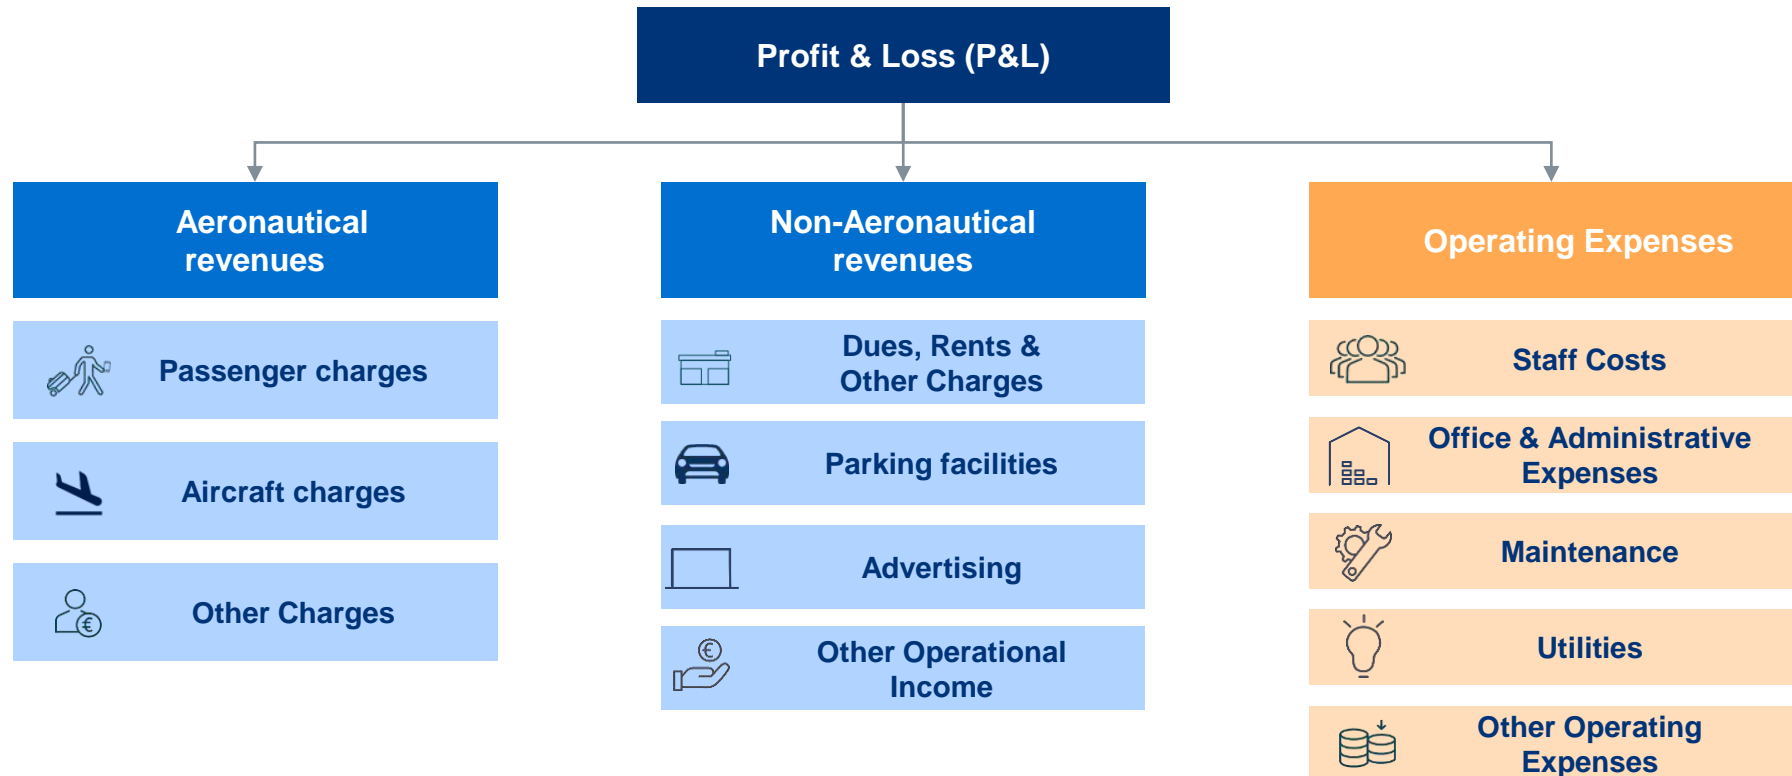 Profit & Loss (P&L)
Aeronautical
revenues
Passenger charges
Aircraft charges
€
Other Charges
Non-Aeronautical
revenues
Dues, Rents &
Other Charges
Parking facilities
Advertising
€
Other Operational
Income
Operating Expenses
Staff Costs
Office & Administrative
Expenses
Maintenance
Utilities
Other Operating
Expenses